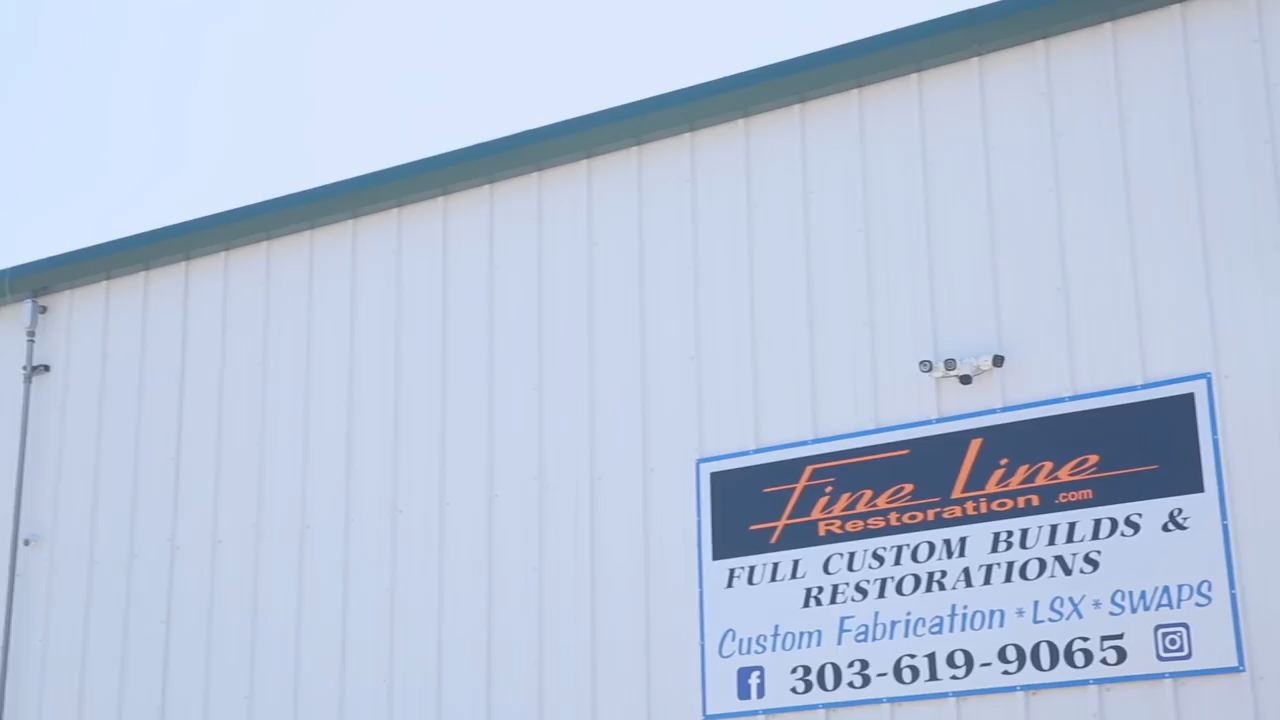 Fine Line
Restoration .com
FULL CUSTOM BUILDS &
RESTORATIONS
Custom Fabrication *LSX* SWAPS
f 303-619-9065